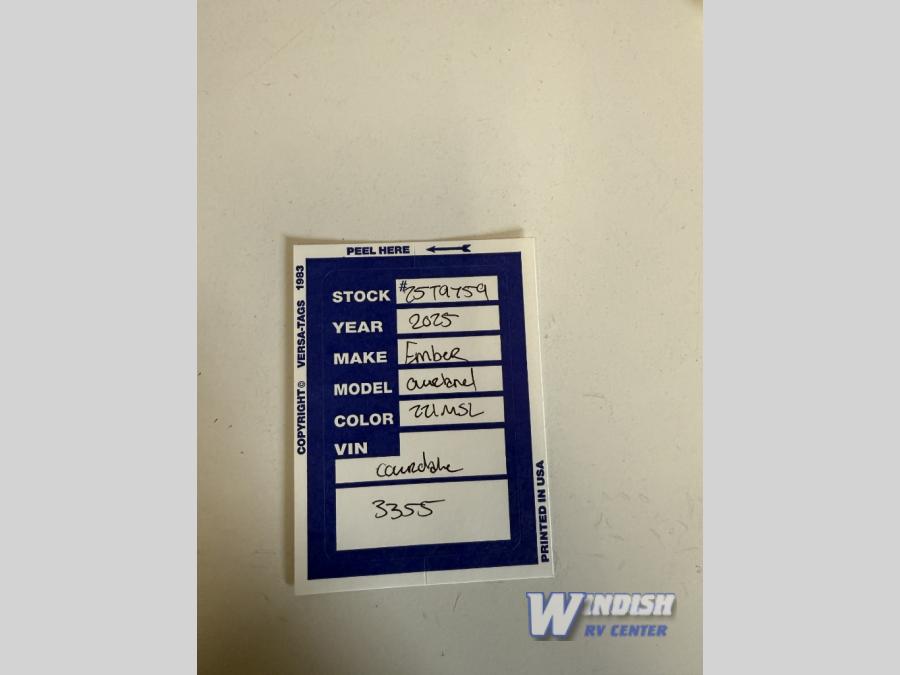 PEEL HERE
COPYRIGHT© VERSA-TAGS 1983
STOCK #25T9759
YEAR 2025
MAKE Ember
MODEL overland
COLOR 221MSL
VIN
3355
PRINTED IN USA
WINDISH
RV CENTER